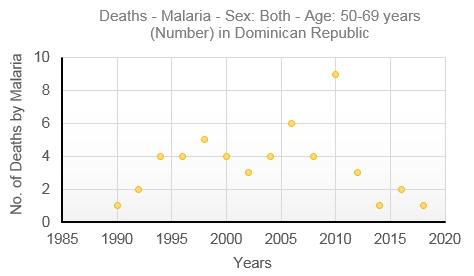 Deaths - Malaria - Sex: Both - Age: 50-69 years
(Number) in Dominican Republic
No. of Deaths by Malaria
10
8
6
4
2
0
1985 1990 1995 2000 2005 2010 2015 2020
Years